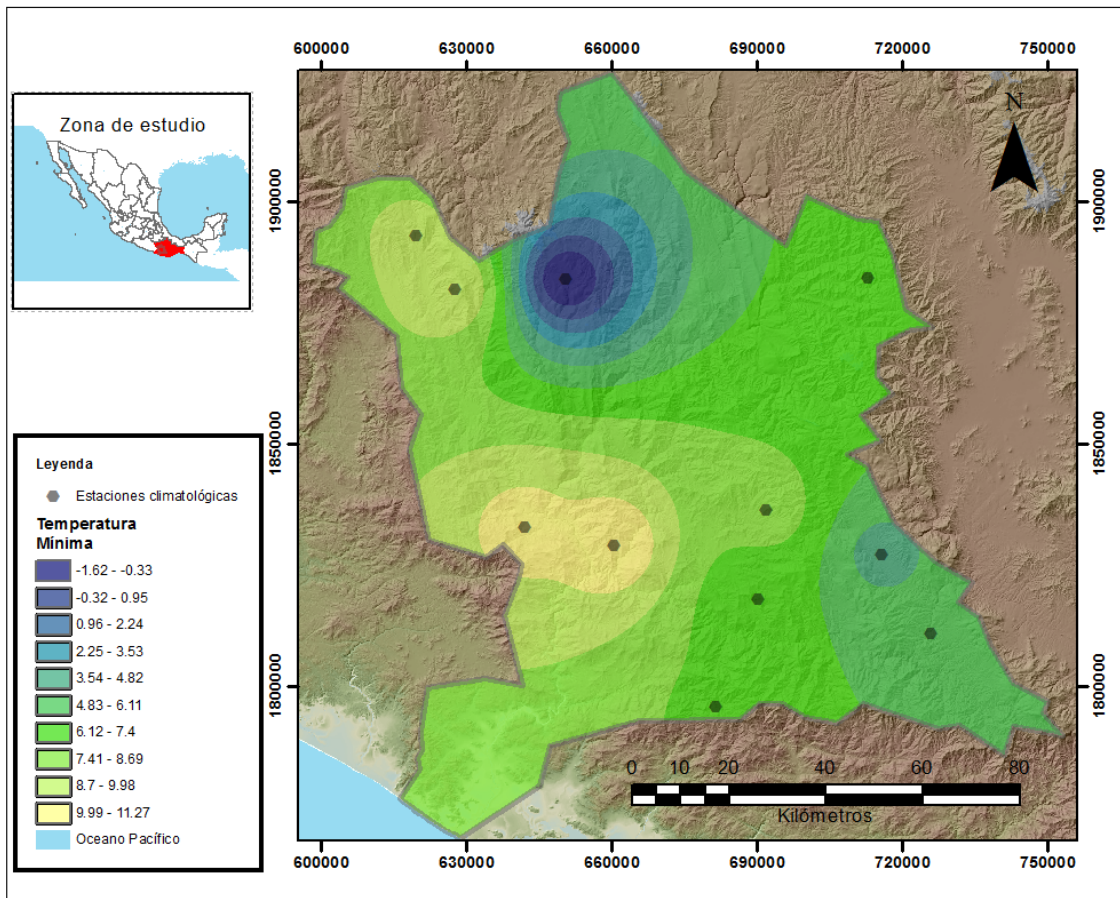 Zona de estudio
Leyenda
Estaciones climatológicas
Temperatura
Mínima
-1.62 - -0.33
-0.32 - 0.95
0.96 - 2.24
2.25 - 3.53
3.54 - 4.82
4.83 - 6.11
6.12 - 7.4
7.41 - 8.69
8.7 - 9.98
9.99 - 11.27
Oceano Pacífico
600000 630000 660000 690000 720000 750000
N
1900000 1900000
1850000 1850000
1800000 1800000
0 10 20 40 60 80
Kilómetros
600000 630000 660000 690000 720000 750000